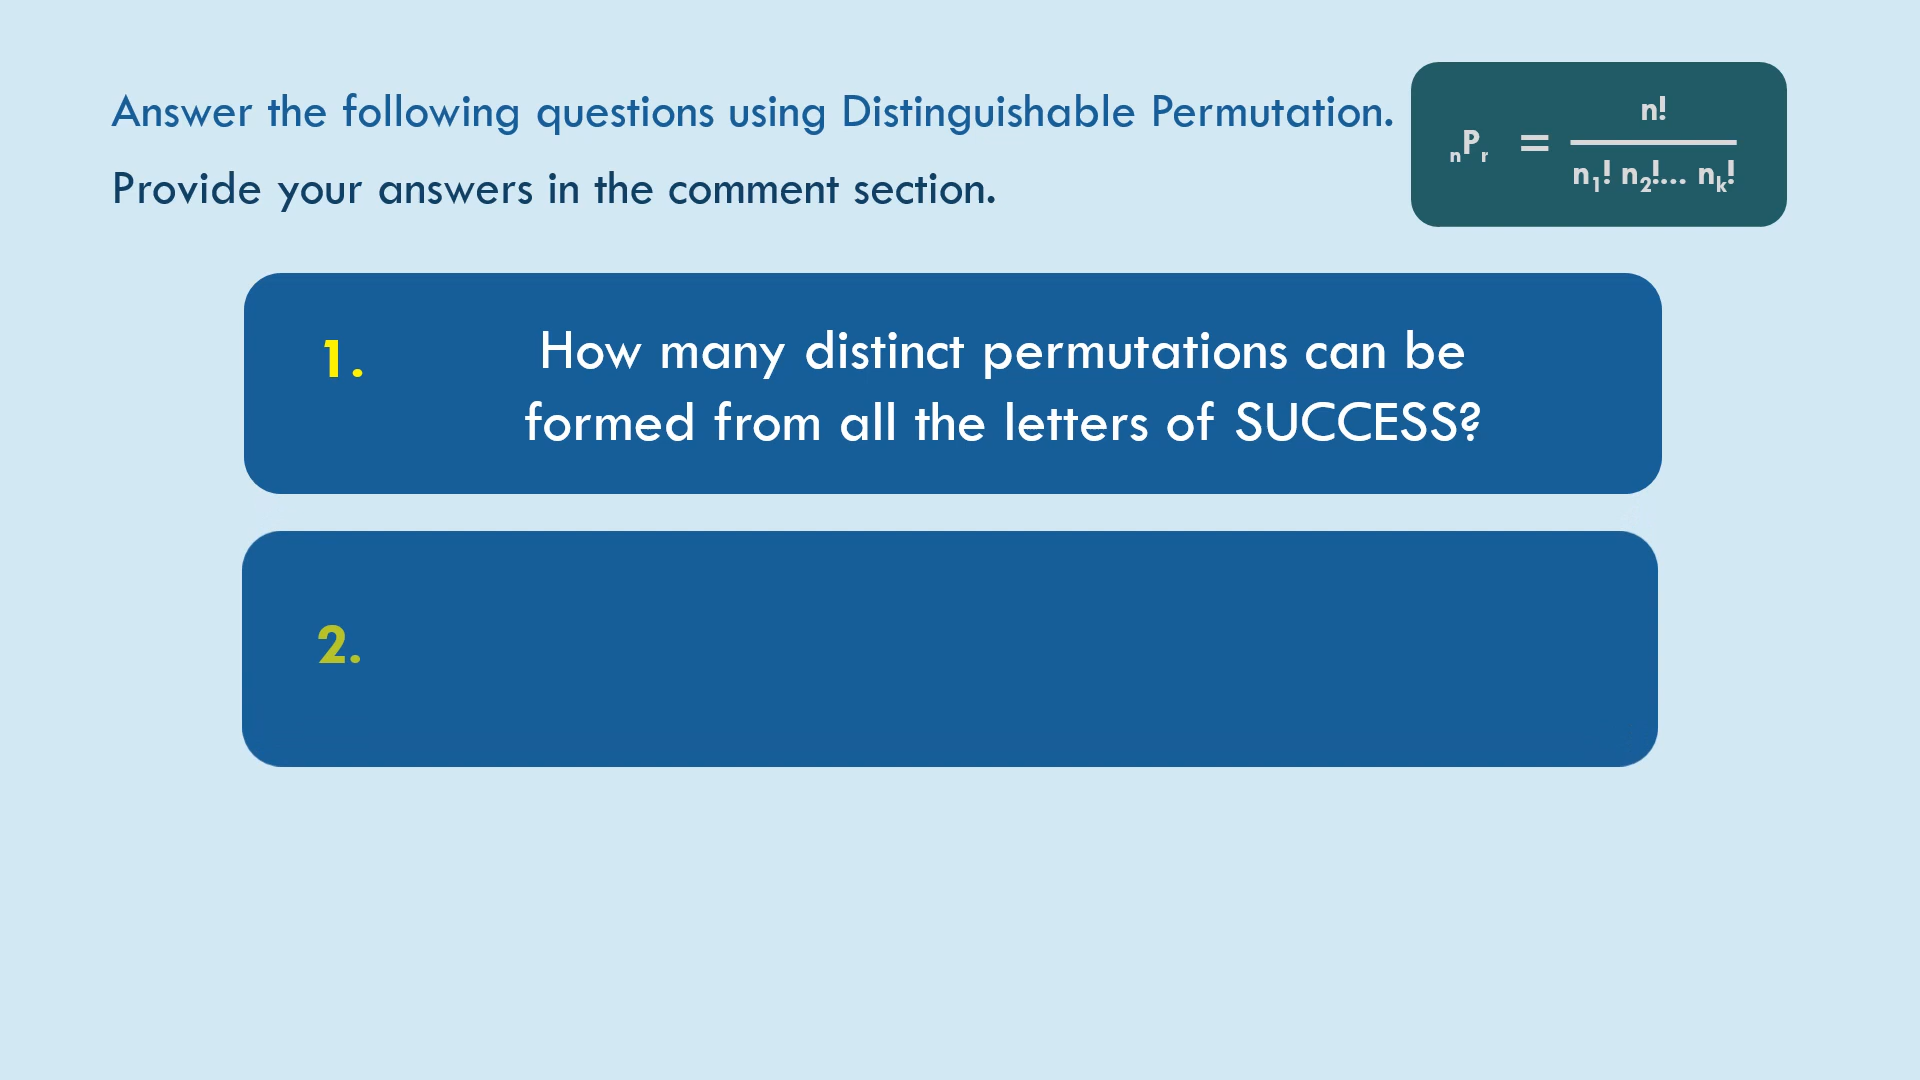 Answer the following questions using Distinguishable Permutation.
Provide your answers in the comment section.
nPr = n!
n1! n2!... nk!
1. How many distinct permutations can be
formed from all the letters of SUCCESS?
2.